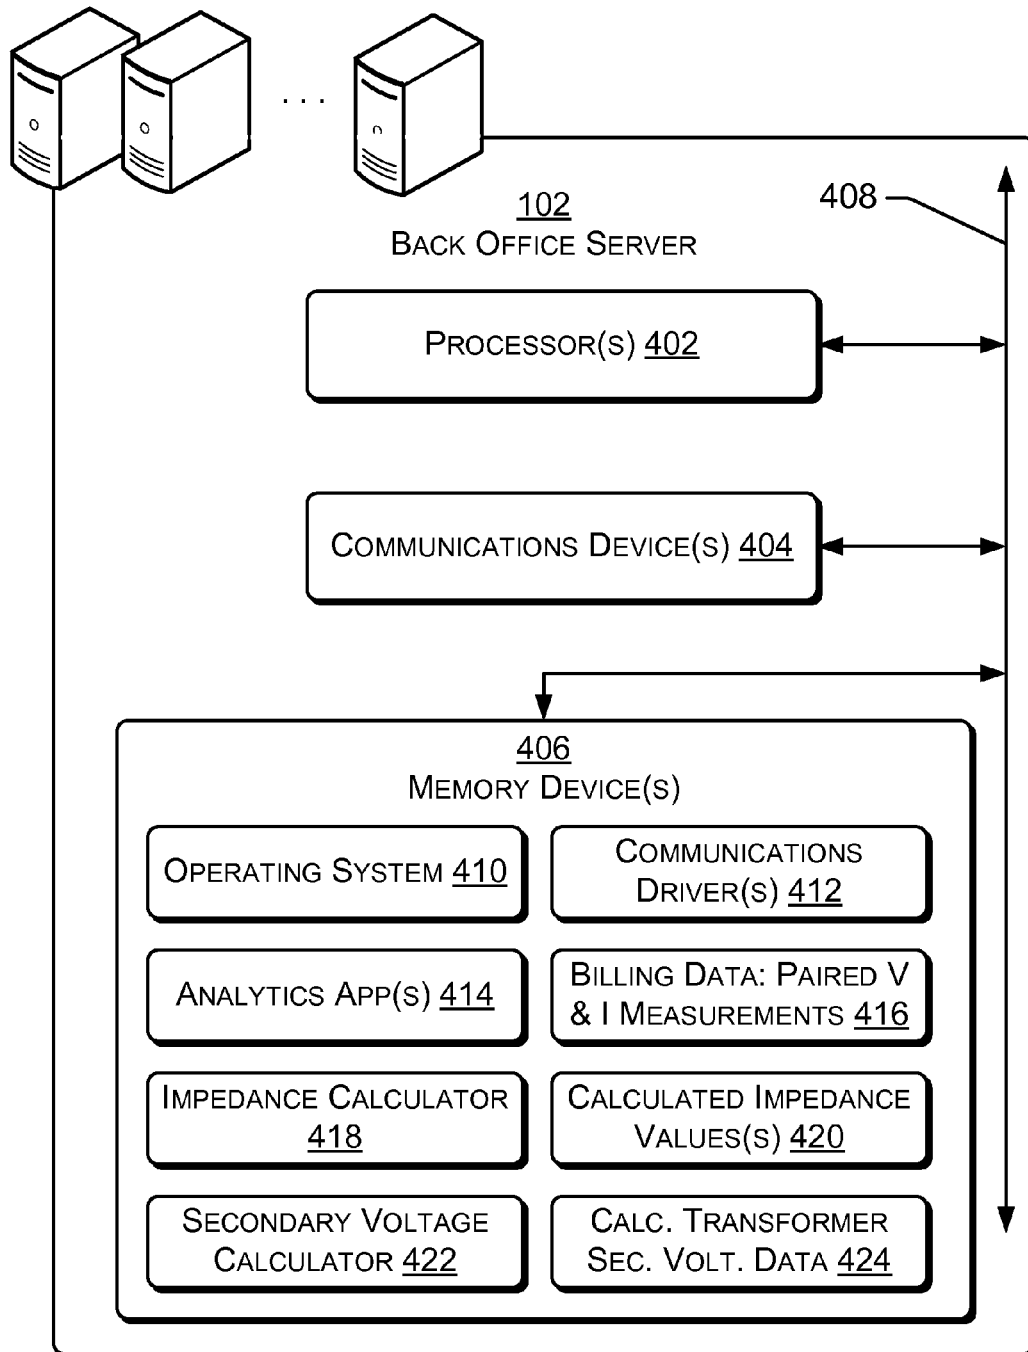 . . .
408
102
BACK OFFICE SERVER
PROCESSOR(S) 402
COMMUNICATIONS DEVICE(S) 404
406
MEMORY DEVICE(S)
OPERATING SYSTEM 410
COMMUNICATIONS
DRIVER(S) 412
ANALYTICS APP(S) 414
BILLING DATA: PAIRED V
& I MEASUREMENTS 416
IMPEDANCE CALCULATOR
418
CALCULATED IMPEDANCE
VALUES(S) 420
SECONDARY VOLTAGE
CALCULATOR 422
CALC. TRANSFORMER
SEC. VOLT. DATA 424